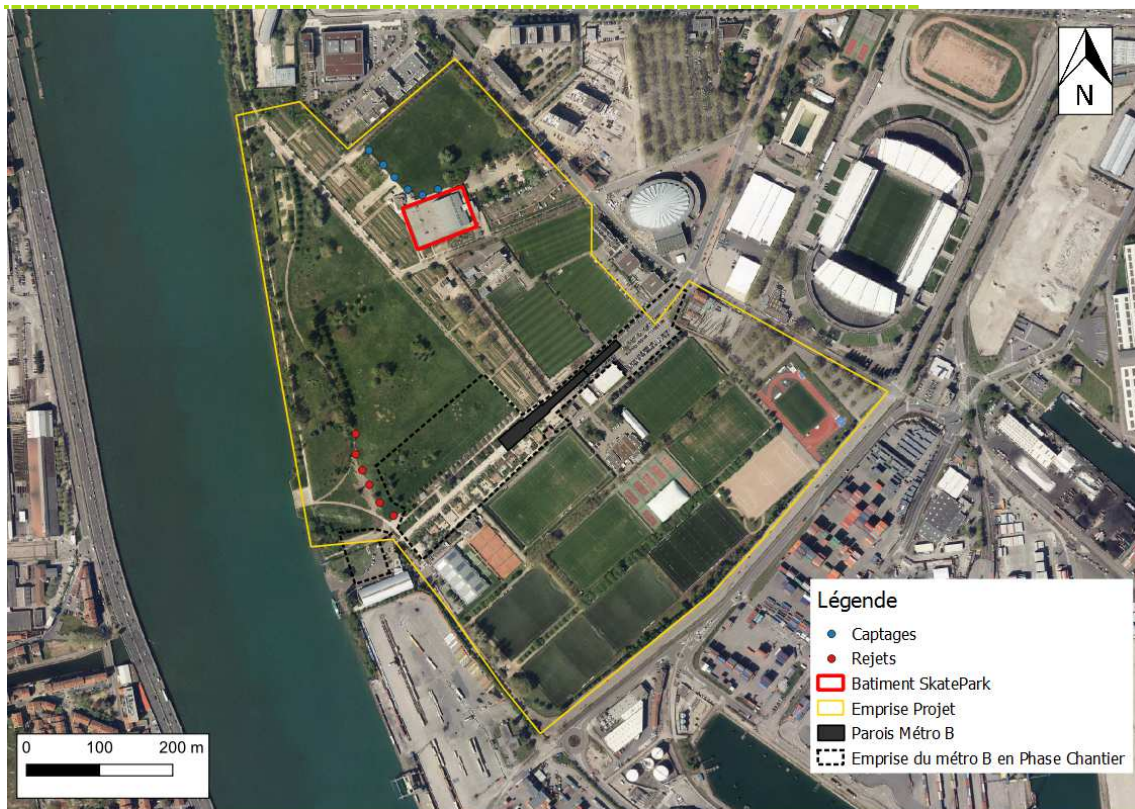 N
Légende
Captages
Rejets
Batiment SkatePark
Emprise Projet
Parois Métro B
Emprise du métro B en Phase Chantier
0 100 200 m